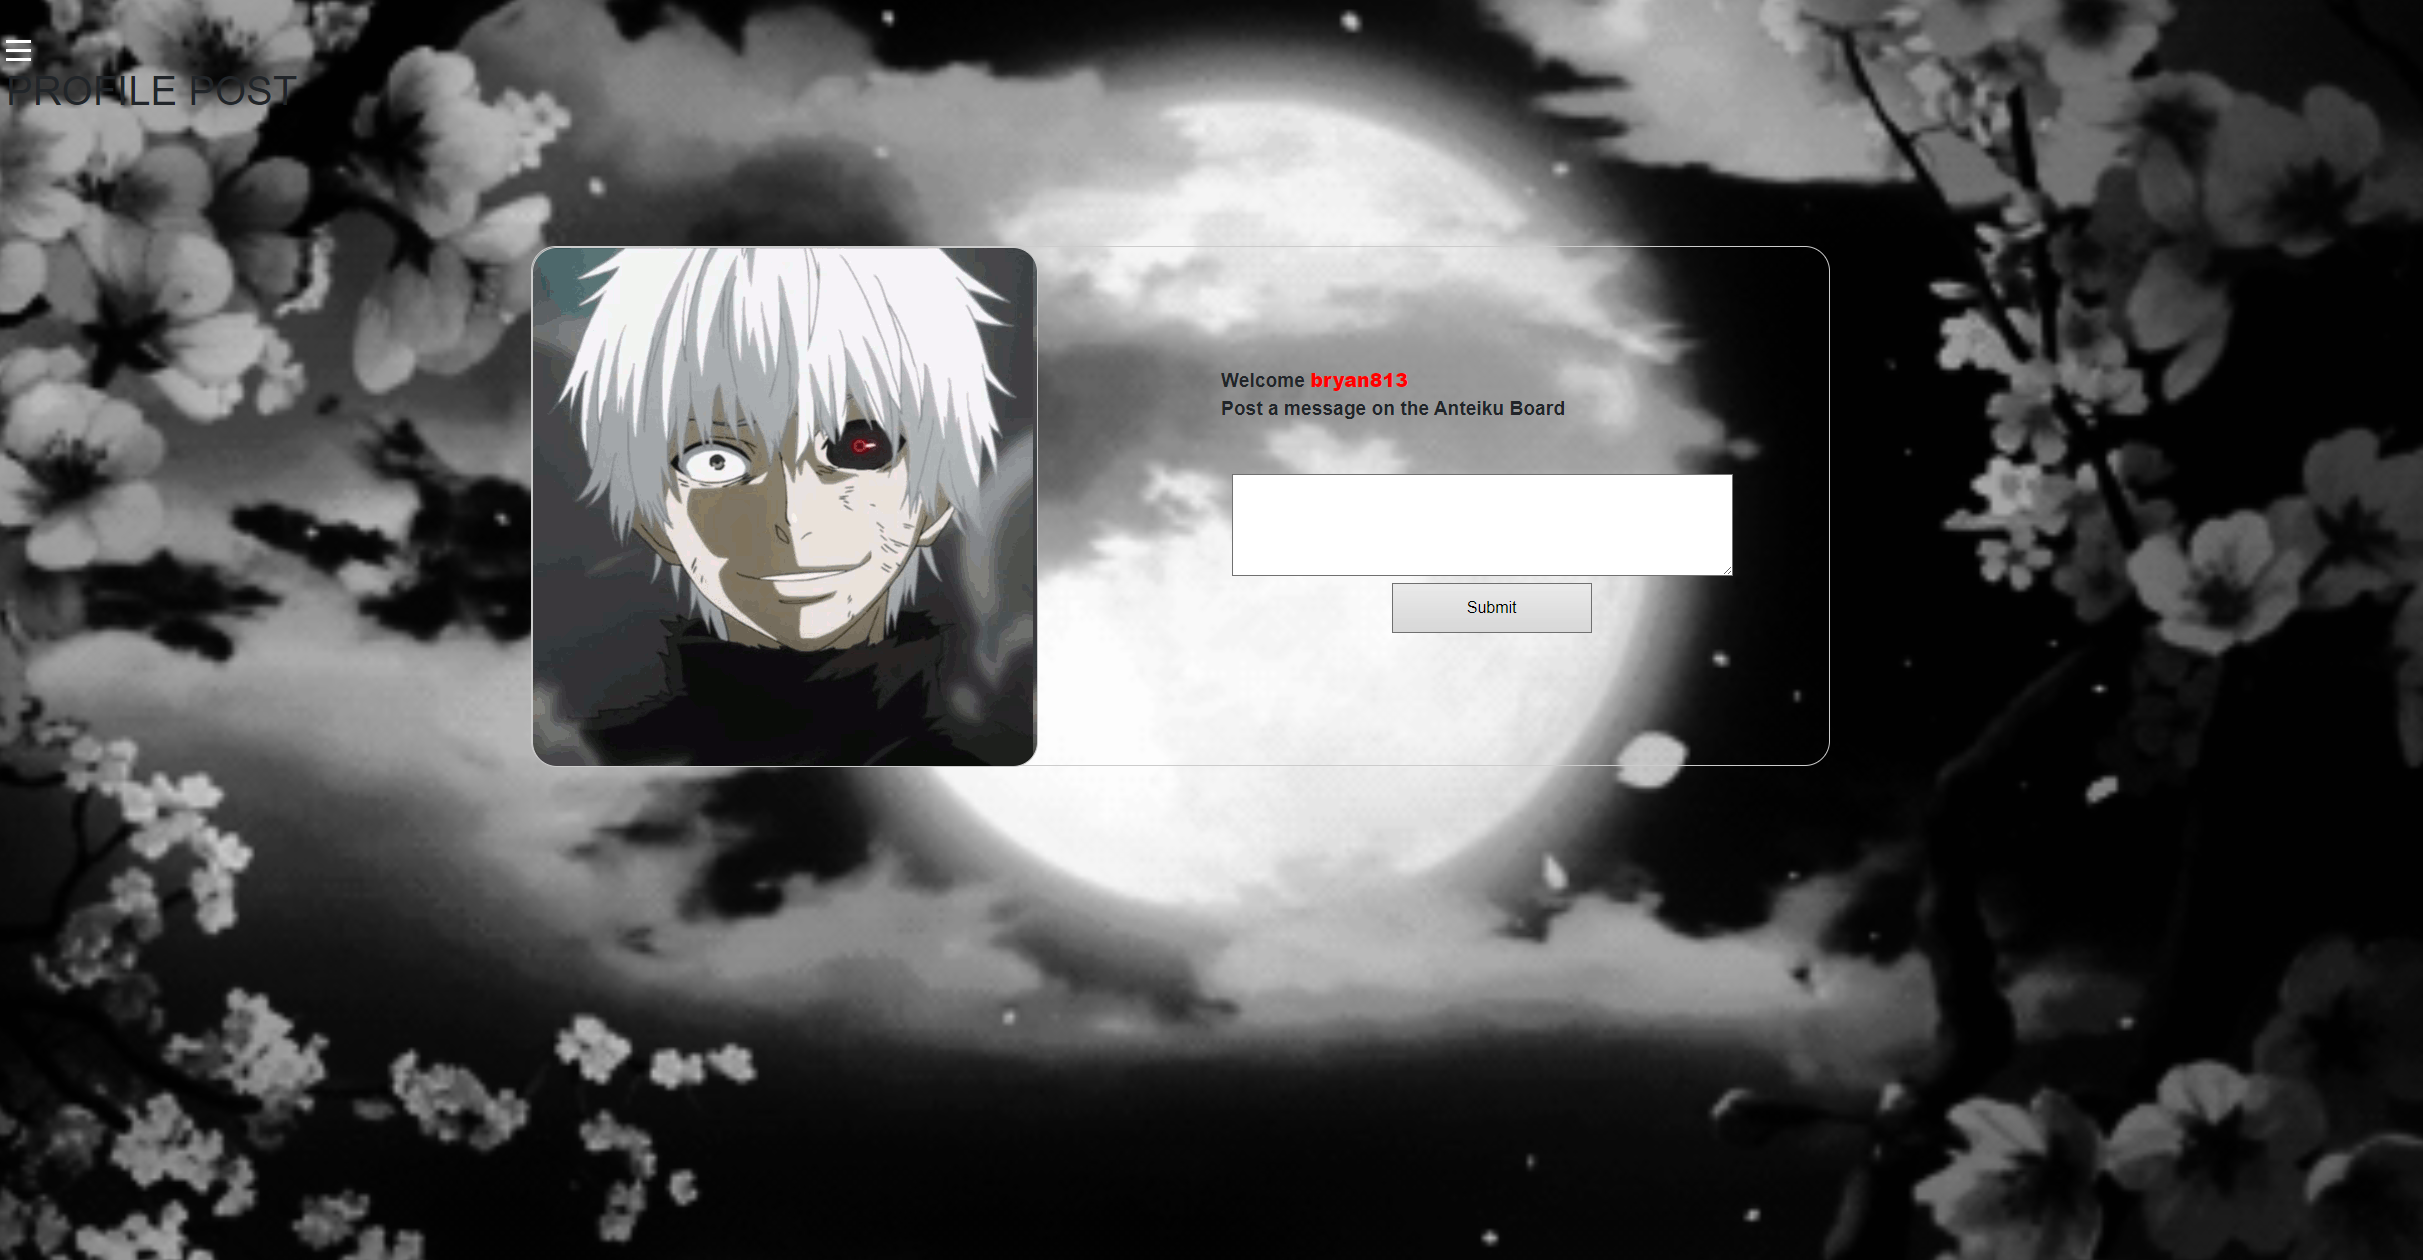 PROFILE POST
Welcome bryan813
Post a message on the Anteiku Board
Submit